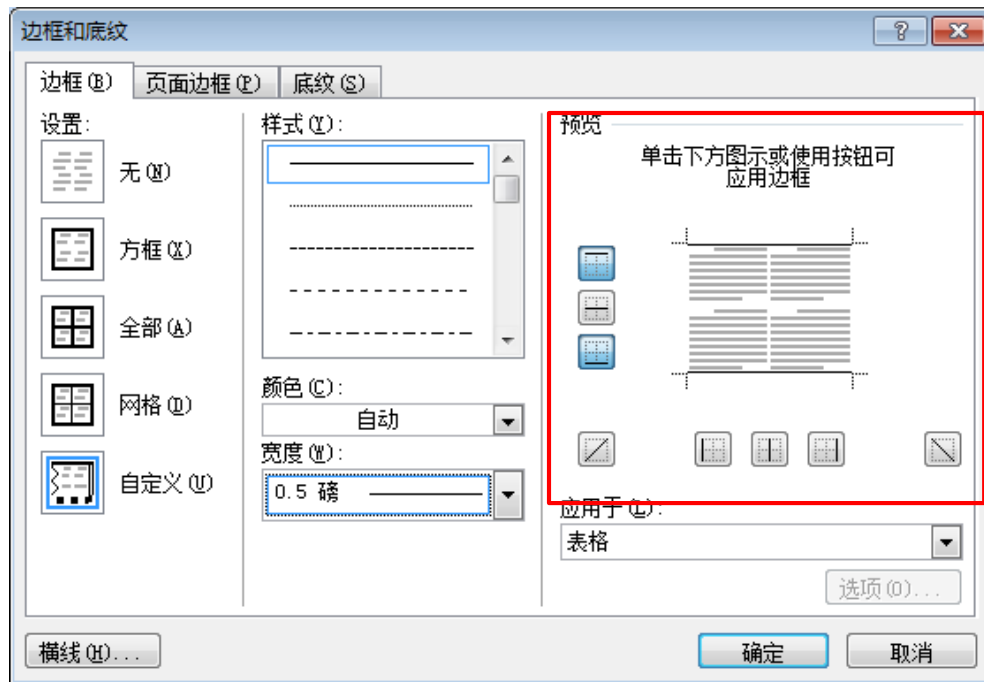 边框和底纹
边框(B)
页面边框(P)
底纹(S)
设置:
无(N)
方框(X)
全部(A)
网格(D)
自定义(U)
样式(Y):
颜色(C):
自动
宽度(W):
0.5 磅
预览
单击下方图示或使用按钮可
应用边框
应用于(L):
表格
选项(O)...
横线(H)...
确定
取消